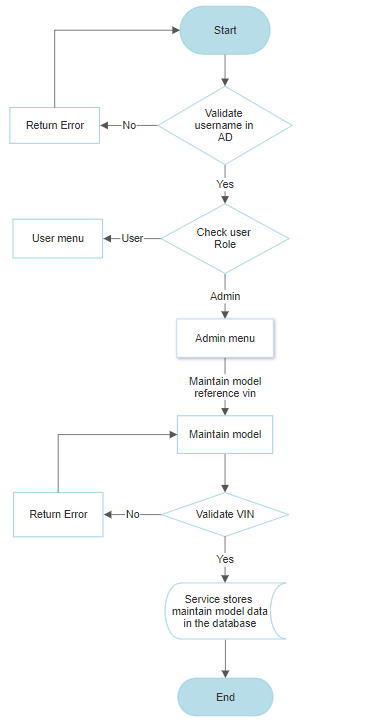 Start
Validate
username in
AD
No
Return Error
Yes
Check user
Role
User
User menu
Admin
Admin menu
Maintain model
reference vin
Maintain model
Validate VIN
No
Return Error
Yes
Service stores
maintain model data
in the database
End